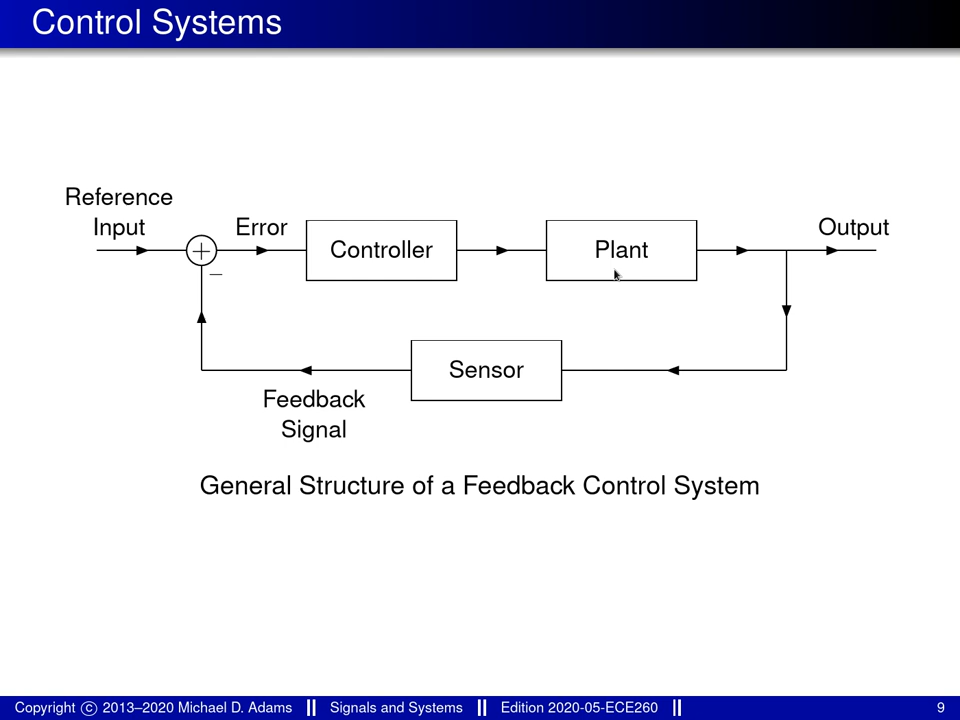 Control Systems
Reference
Input
Error
Controller
Plant
Output
+
−
Sensor
Feedback
Signal
General Structure of a Feedback Control System
Copyright © 2013–2020 Michael D. Adams Signals and Systems Edition 2020-05-ECE260 9